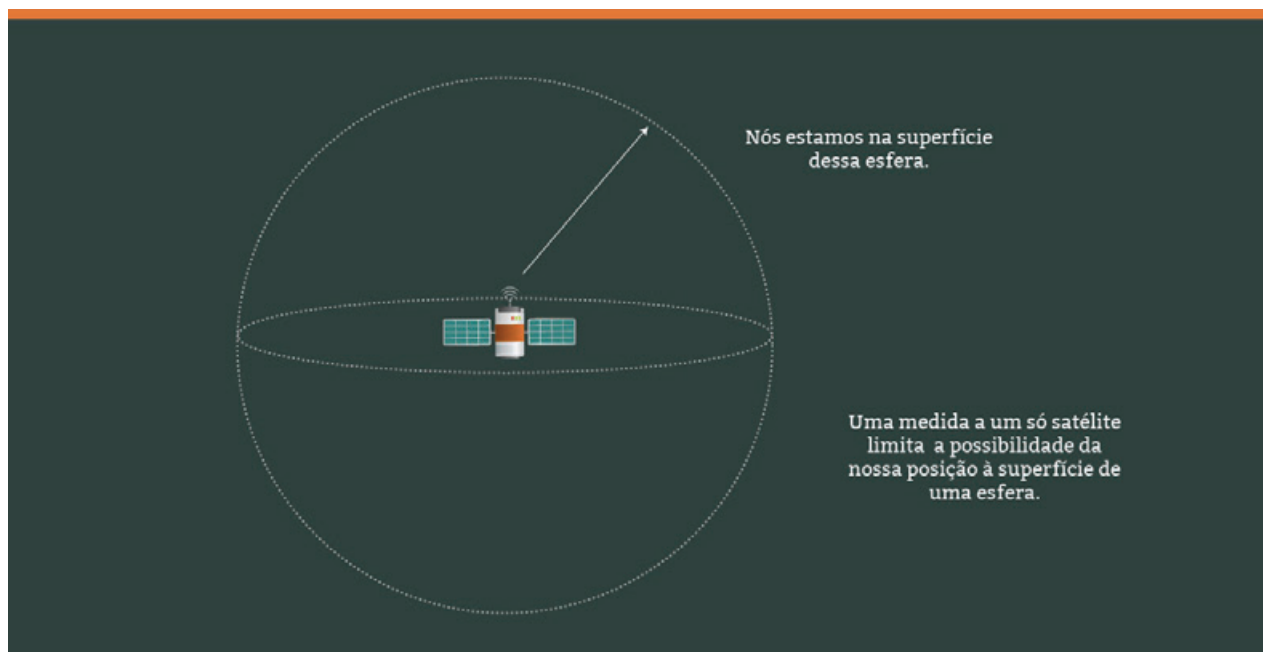 Nós estamos na superfície
dessa esfera.
Uma medida a um só satélite
limita a possibilidade da
nossa posição à superfície de
uma esfera.